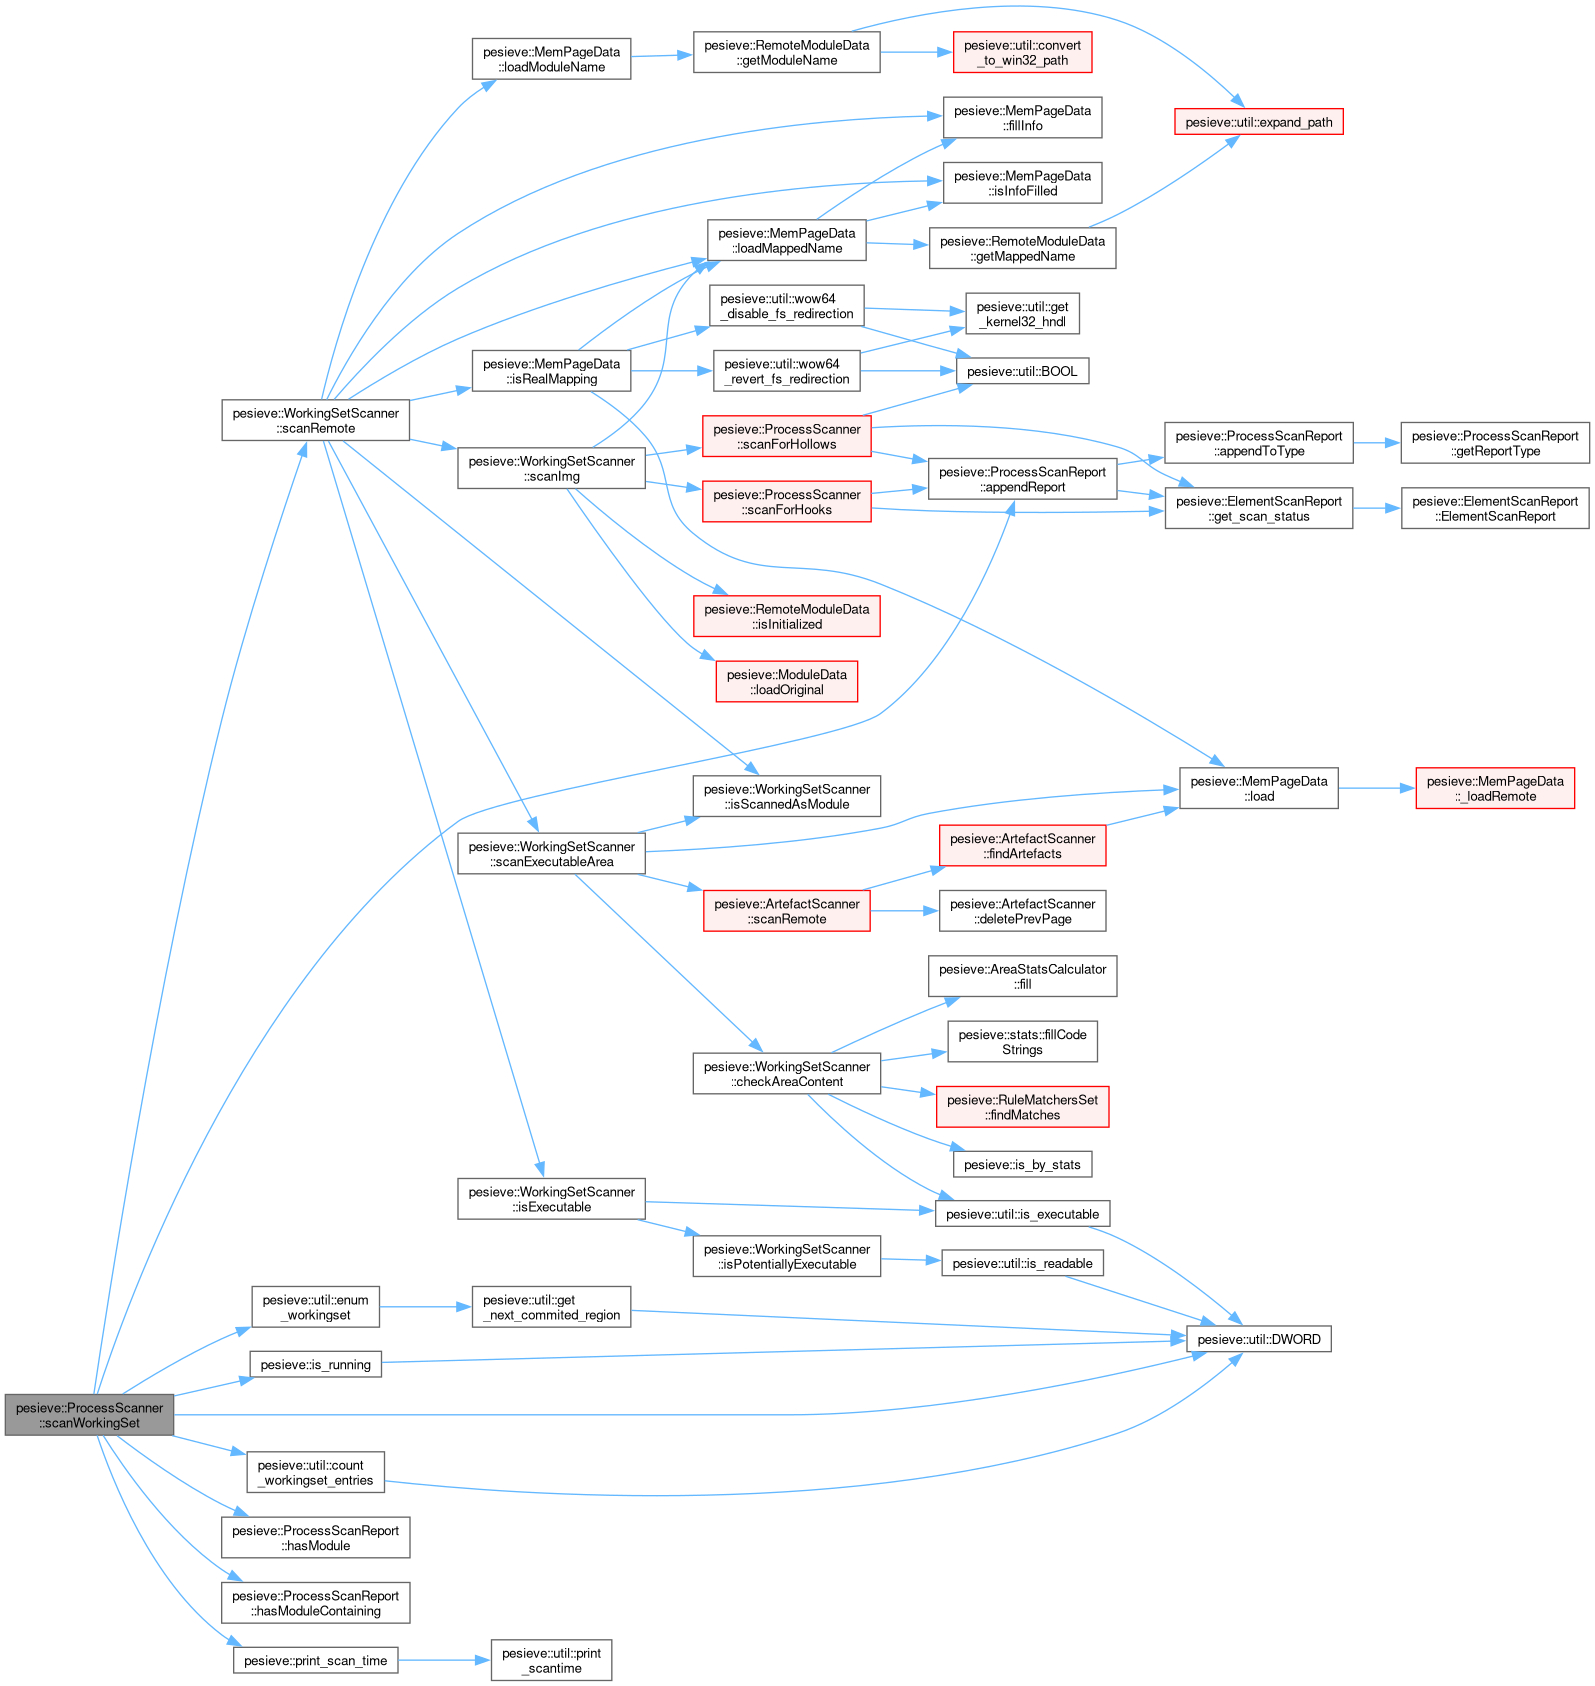 pesieve::MemPageData
::loadModuleName
pesieve::RemoteModuleData
::getModuleName
pesieve::util::convert
_to_win32_path
pesieve::MemPageData
::fillInfo
pesieve::util::expand_path
pesieve::MemPageData
::isInfoFilled
pesieve::MemPageData
::loadMappedName
pesieve::RemoteModuleData
::getMappedName
pesieve::util::wow64
_disable_fs_redirection
pesieve::util::get
_kernel32_hndl
pesieve::MemPageData
::isRealMapping
pesieve::util::wow64
_revert_fs_redirection
pesieve::util::BOOL
pesieve::WorkingSetScanner
::scanRemote
pesieve::ProcessScanner
::scanForHollows
pesieve::ProcessScanReport
::appendToType
pesieve::ProcessScanReport
::getReportType
pesieve::WorkingSetScanner
::scanImg
pesieve::ProcessScanReport
::appendReport
pesieve::ProcessScanner
::scanForHooks
pesieve::ElementScanReport
::get_scan_status
pesieve::ElementScanReport
::ElementScanReport
pesieve::RemoteModuleData
::isInitialized
pesieve::ModuleData
::loadOriginal
pesieve::WorkingSetScanner
::isScannedAsModule
pesieve::MemPageData
::load
pesieve::MemPageData
::_loadRemote
pesieve::WorkingSetScanner
::scanExecutableArea
pesieve::ArtefactScanner
::findArtefacts
pesieve::ArtefactScanner
::scanRemote
pesieve::ArtefactScanner
::deletePrevPage
pesieve::AreaStatsCalculator
::fill
pesieve::stats::fillCode
Strings
pesieve::WorkingSetScanner
::checkAreaContent
pesieve::RuleMatchersSet
::findMatches
pesieve::is_by_stats
pesieve::WorkingSetScanner
::isExecutable
pesieve::util::is_executable
pesieve::WorkingSetScanner
::isPotentiallyExecutable
pesieve::util::is_readable
pesieve::util::enum
_workingset
pesieve::util::get
_next_commited_region
pesieve::util::DWORD
pesieve::is_running
pesieve::ProcessScanner
::scanWorkingSet
pesieve::util::count
_workingset_entries
pesieve::ProcessScanReport
::hasModule
pesieve::ProcessScanReport
::hasModuleContaining
pesieve::print_scan_time
pesieve::util::print
_scantime